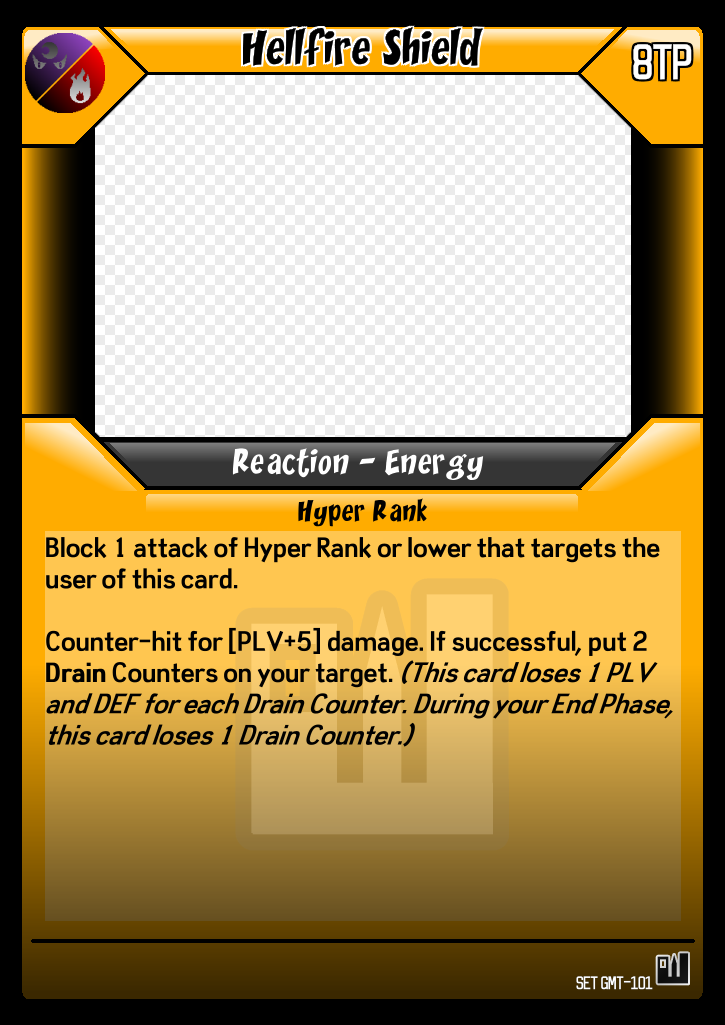 Hellfire Shield
8TP
Reaction - Energy
Hyper Rank
Block 1 attack of Hyper Rank or lower that targets the
user of this card.
Counter-hit for [PLV+5] damage. If successful, put 2
Drain Counters on your target. (This card loses 1 PLV
and DEF for each Drain Counter. During your End Phase,
this card loses 1 Drain Counter.)
SET GMT-101